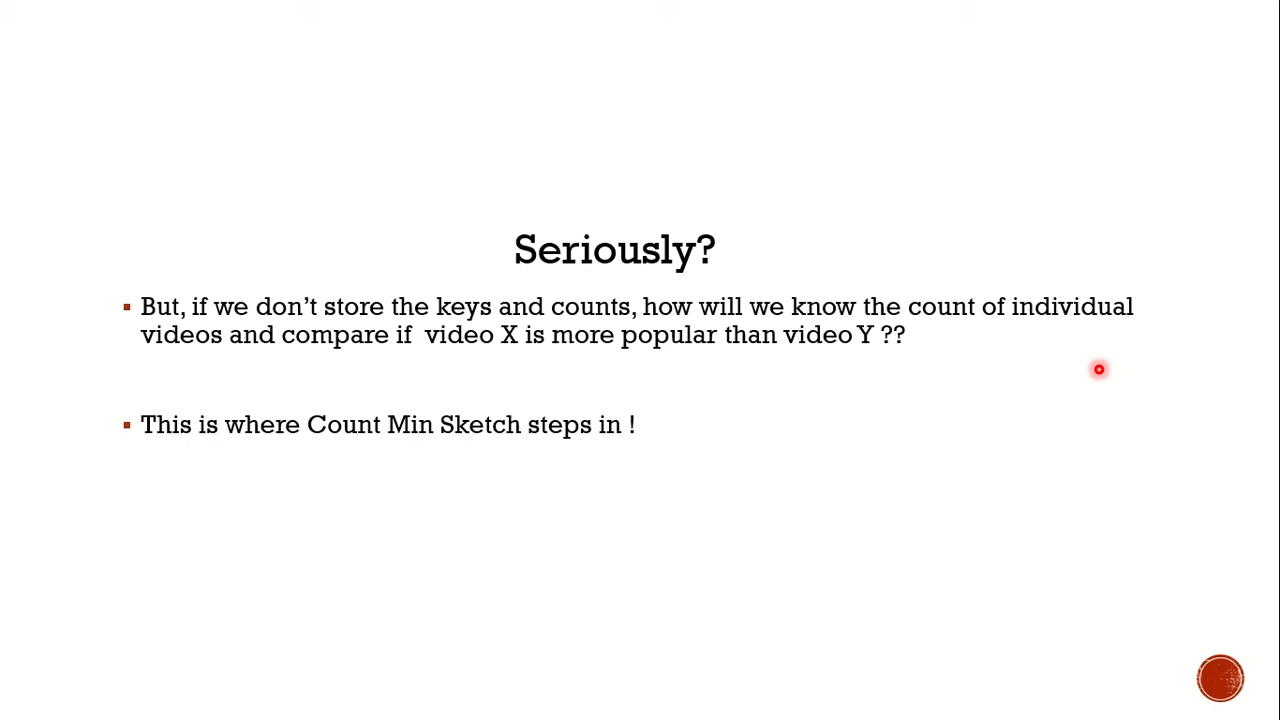 Seriously?
▪ But, if we don’t store the keys and counts, how will we know the count of individual
videos and compare if  video X is more popular than video Y ??
▪ This is where Count Min Sketch steps in !